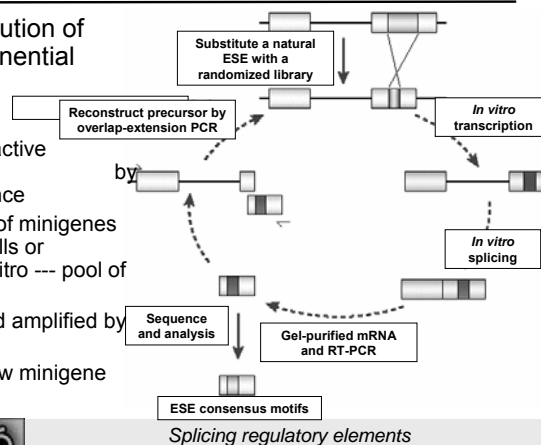 ution of
nential
active
by
nce
of minigenes
lls or
itro --- pool of
d amplified by
w minigene
Substitute a natural
ESE with a
randomized library
Reconstruct precursor by
overlap-extension PCR
In vitro
transcription
In vitro
splicing
Gel-purified mRNA
and RT-PCR
Sequence
and analysis
ESE consensus motifs
Splicing regulatory elements